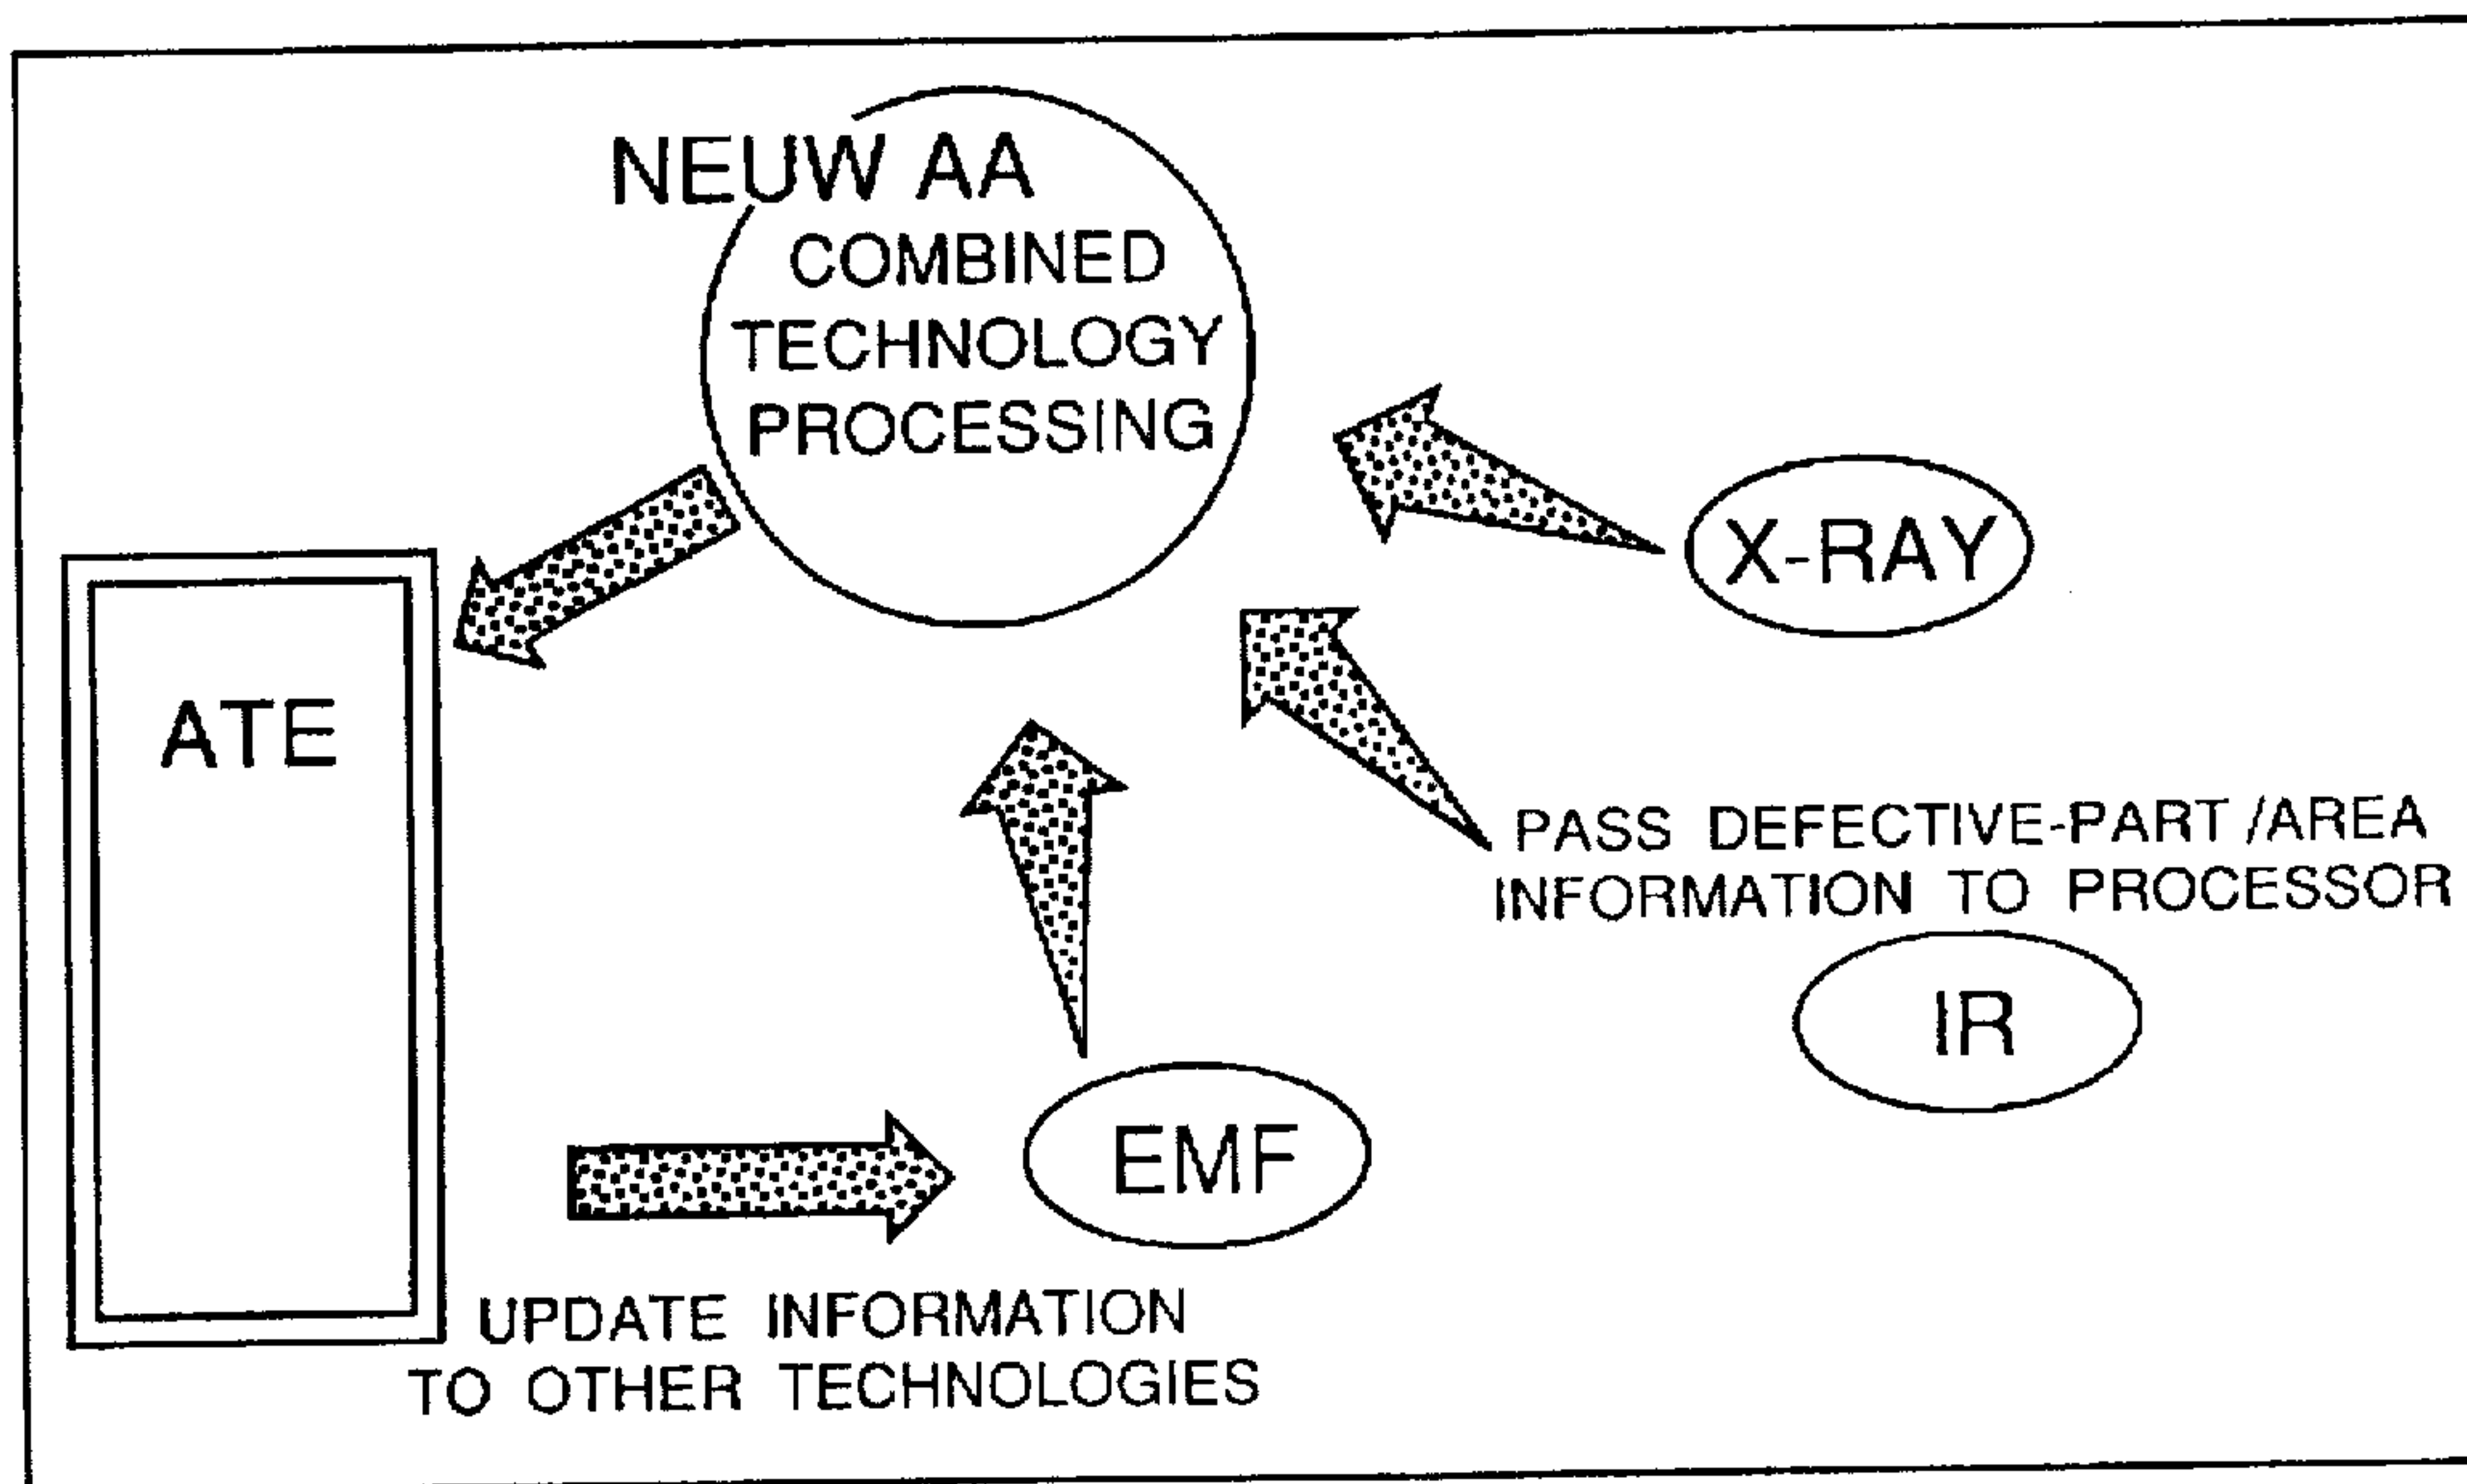 NEUW AA
COMBINED
TECHNOLOGY
PROCESSING
X-RAY
ATE
PASS DEFECTIVE-PART /AREA
INFORMATION TO PROCESSOR
IR
EMF
UPDATE INFORMATION
TO OTHER TECHNOLOGIES